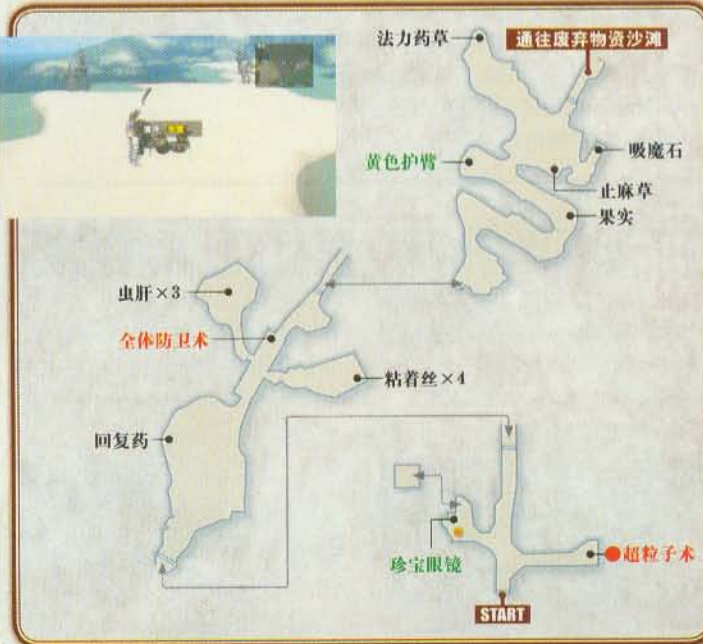 法力药草
通往废弃物资沙滩
黄色护臂
吸魔石
止麻草
果实
虫肝×3
全体防卫术
粘着丝×4
回复药
珍宝眼镜
超粒子术
START